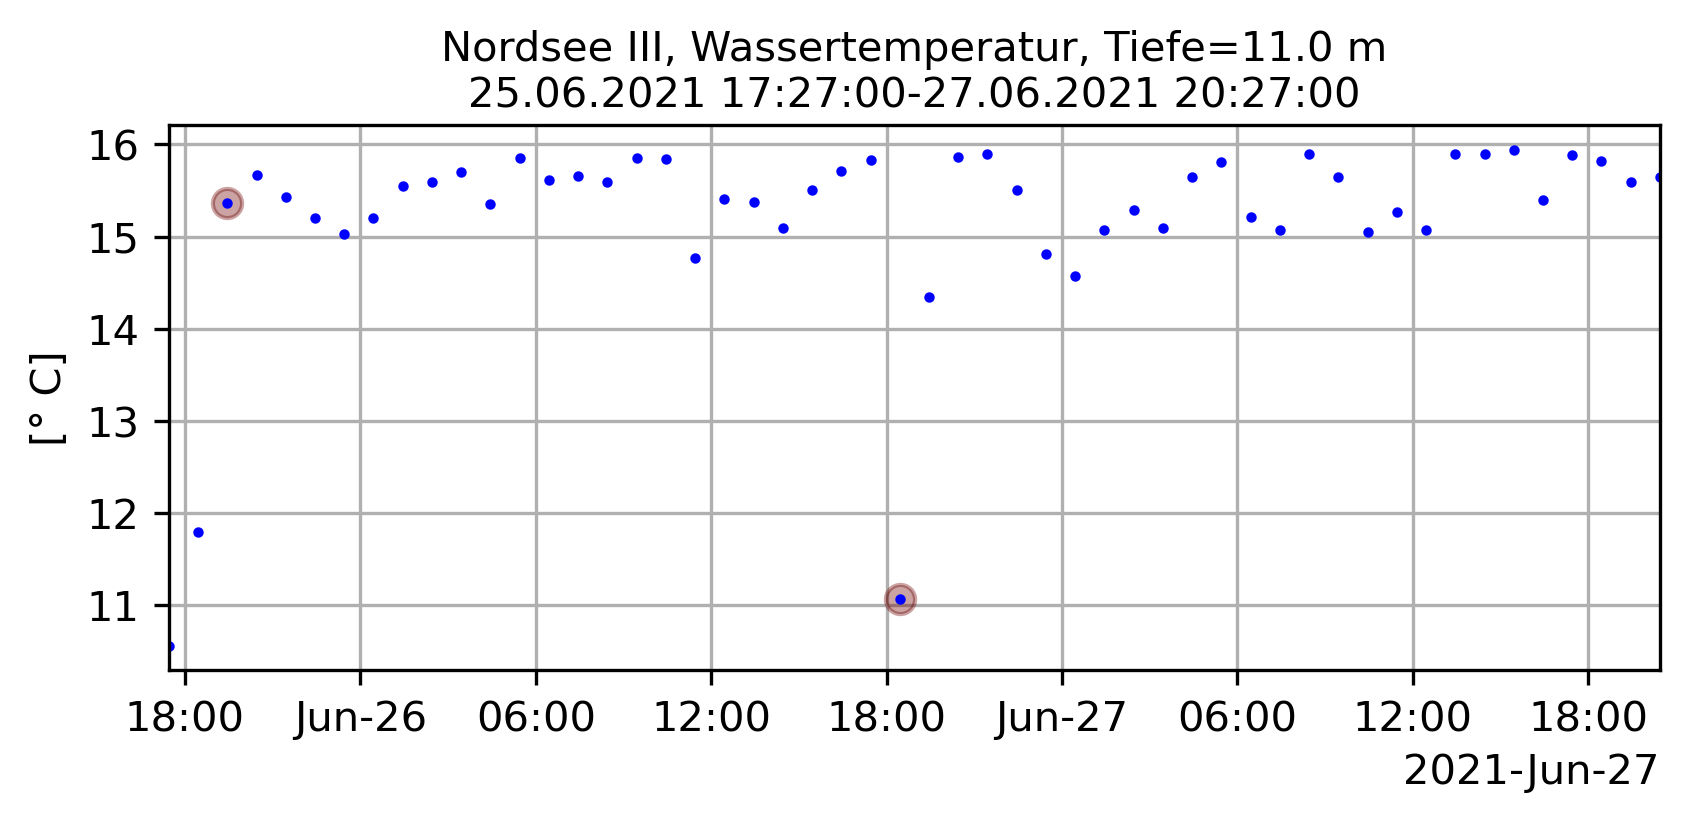 Nordsee III, Wassertemperatur, Tiefe=11.0 m
25.06.2021 17:27:00-27.06.2021 20:27:00
16
15
14
13
12
11
[° C]
18:00 Jun-26 06:00 12:00 18:00 Jun-27 06:00 12:00 18:00
2021-Jun-27